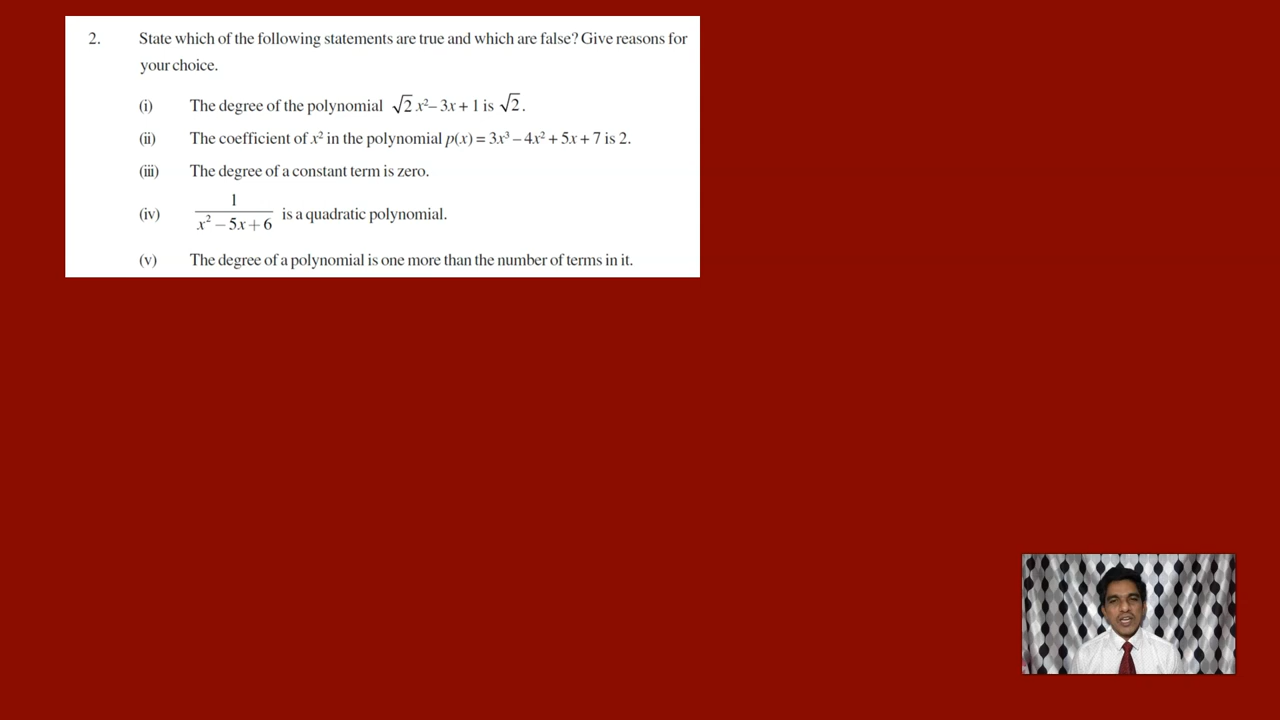 2. State which of the following statements are true and which are false? Give reasons for
your choice.
(i) The degree of the polynomial √2 x²– 3x + 1 is √2 .
(ii) The coefficient of x² in the polynomial p(x) = 3x³ – 4x² + 5x + 7 is 2.
(iii) The degree of a constant term is zero.
(iv) 1/(x² – 5x + 6) is a quadratic polynomial.
(v) The degree of a polynomial is one more than the number of terms in it.